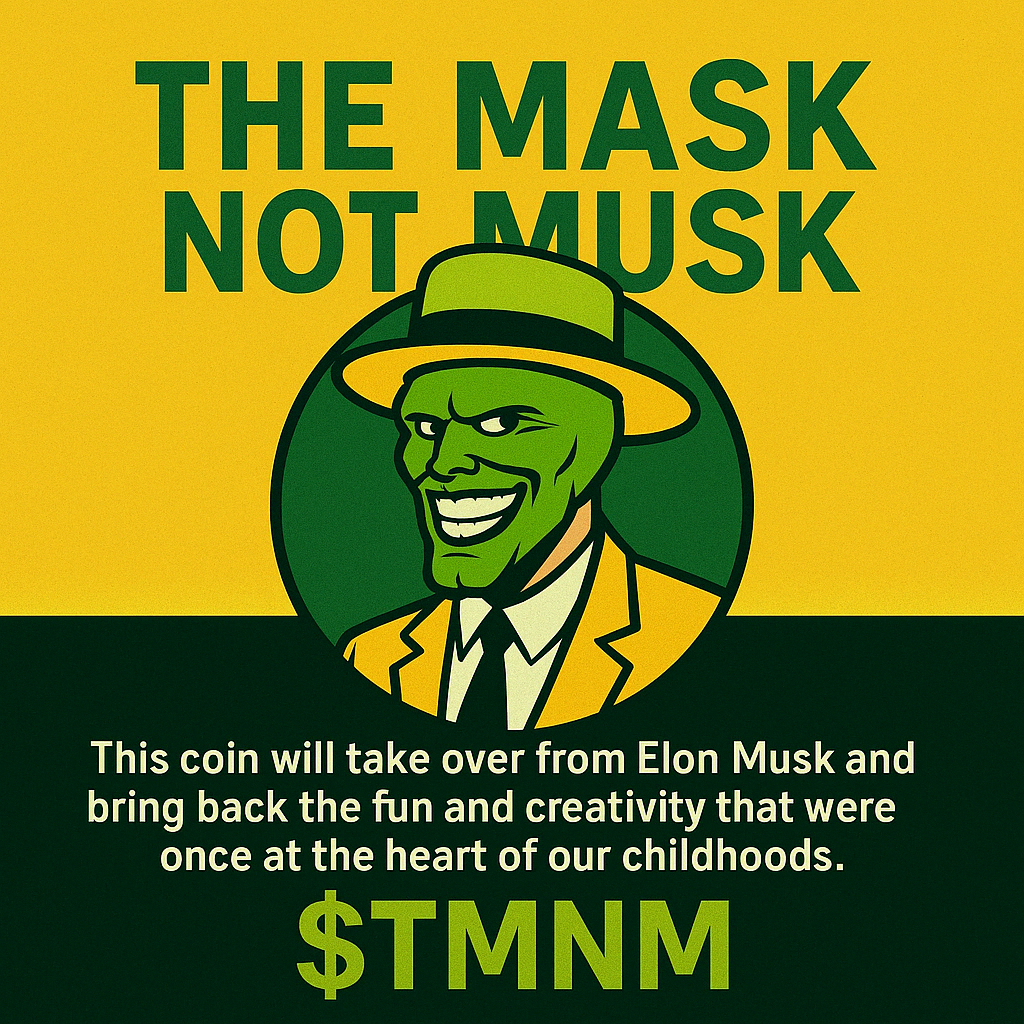 THE MASK
NOT MUSK
This coin will take over from Elon Musk and
bring back the fun and creativity that were
once at the heart of our childhoods.
$TMNM